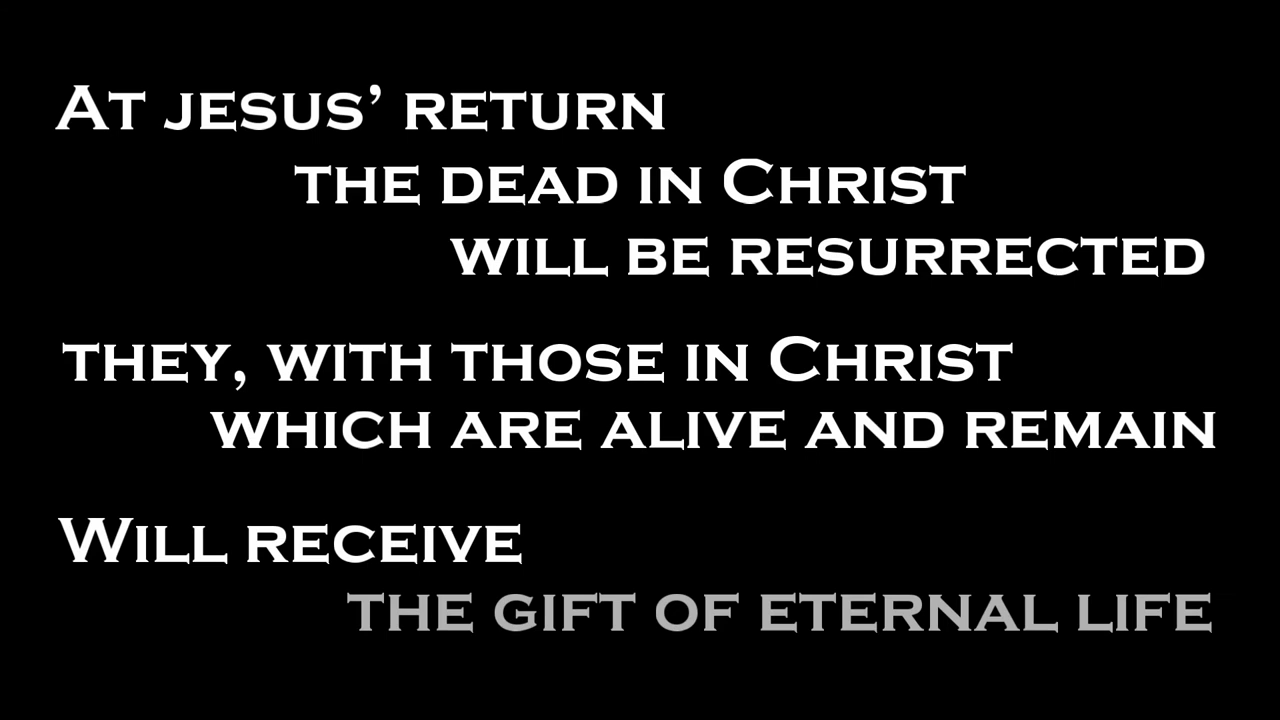 At jesus’ return
the dead in Christ
will be resurrected
they, with those in Christ
which are alive and remain
Will receive
the gift of eternal life